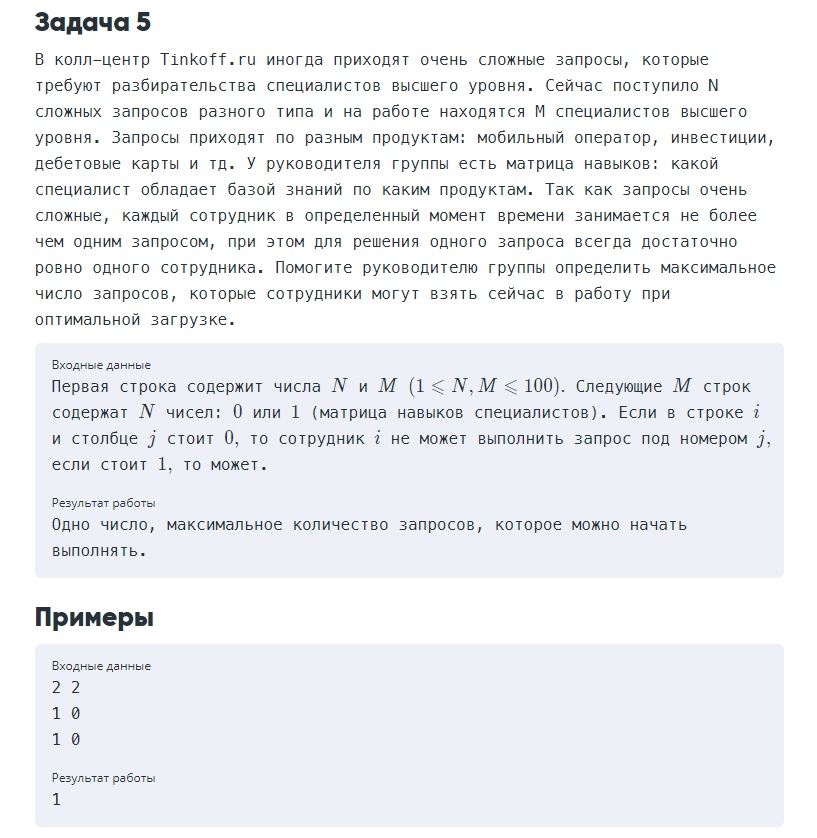 Задача 5
В колл-центр Tinkoff.ru иногда приходят очень сложные запросы, которые
требуют разбирательства специалистов высшего уровня. Сейчас поступило N
сложных запросов разного типа и на работе находятся M специалистов высшего
уровня. Запросы приходят по разным продуктам: мобильный оператор, инвестиции,
дебетовые карты и тд. У руководителя группы есть матрица навыков: какой
специалист обладает базой знаний по каким продуктам. Так как запросы очень
сложные, каждый сотрудник в определенный момент времени занимается не более
чем одним запросом, при этом для решения одного запроса всегда достаточно
ровно одного сотрудника. Помогите руководителю группы определить максимальное
число запросов, которые сотрудники могут взять сейчас в работу при
оптимальной загрузке.
Входные данные
Первая строка содержит числа N и M (1 ⩽ N, M ⩽ 100). Следующие M строк
содержат N чисел: 0 или 1 (матрица навыков специалистов). Если в строке i
и столбце j стоит 0, то сотрудник i не может выполнить запрос под номером j,
если стоит 1, то может.
Результат работы
Одно число, максимальное количество запросов, которое можно начать
выполнять.
Примеры
Входные данные
2 2
1 0
1 0
Результат работы
1